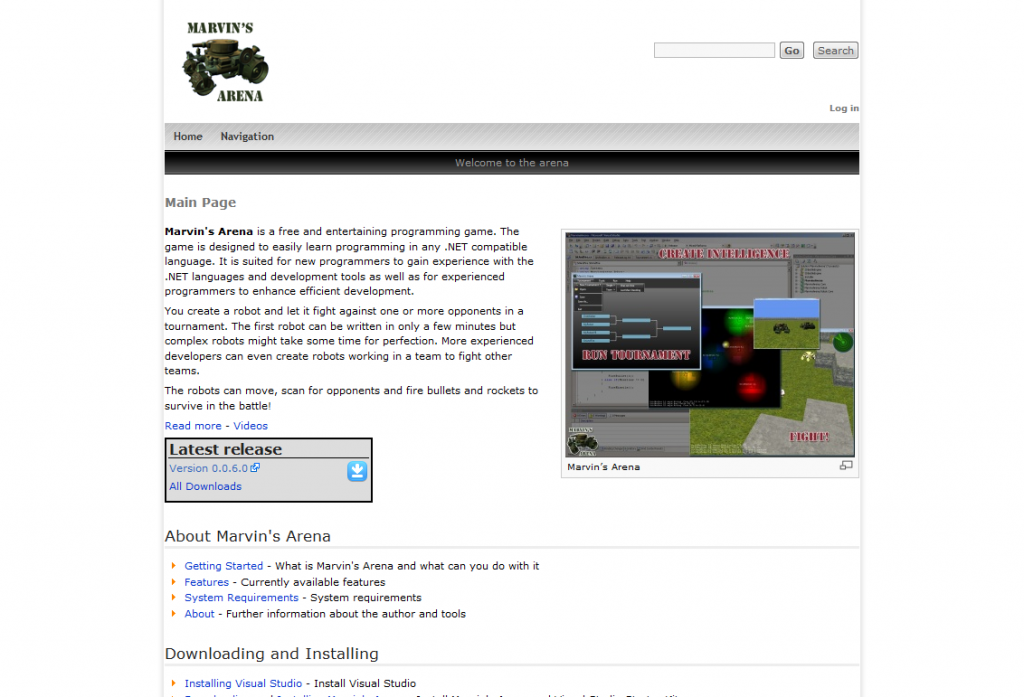 MARVIN'S
ARENA
Go
Search
Log in
Home Navigation
Welcome to the arena
Main Page
Marvin's Arena is a free and entertaining programming game. The
game is designed to easily learn programming in any .NET compatible
language. It is suited for new programmers to gain experience with the
.NET languages and development tools as well as for experienced
programmers to enhance efficient development.
You create a robot and let it fight against one or more opponents in a
tournament. The first robot can be written in only a few minutes but
complex robots might take some time for perfection. More experienced
developers can even create robots working in a team to fight other
teams.
The robots can move, scan for opponents and fire bullets and rockets to
survive in the battle!
Read more - Videos
CREATE INTELLIGENCE
RUN TOURNAMENT
FIGHT!
MARVIN'S
ARENA
Marvin's Arena
Latest release
Version 0.0.6.0
All Downloads
About Marvin's Arena
Getting Started - What is Marvin's Arena and what can you do with it
Features - Currently available features
System Requirements - System requirements
About - Further information about the author and tools
Downloading and Installing
Installing Visual Studio - Install Visual Studio